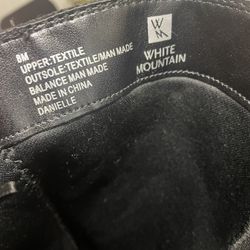 8M
UPPER:TEXTILE
OUTSOLE:TEXTILE/MAN MADE
BALANCE MAN MADE
MADE IN CHINA
DANIELLE
WM
WHITE
MOUNTAIN